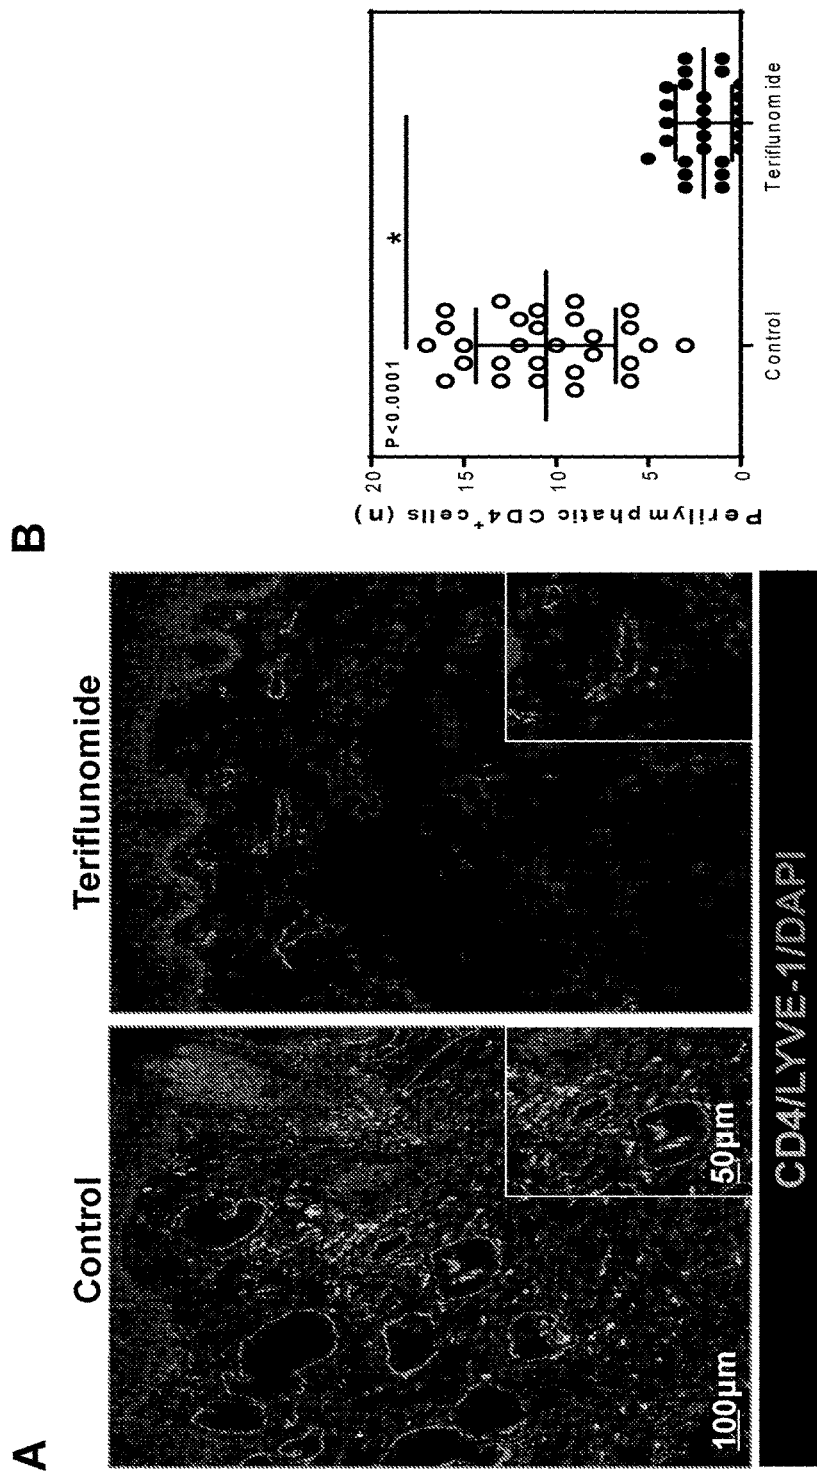 A
Control
Teriflunomide
100µm
50µm
CD4/LYVE-1/DAPI
B
Perilymphatic CD4⁺cells (n)
20
15
10
5
0
P<0.0001
*
Control
Teriflunomide